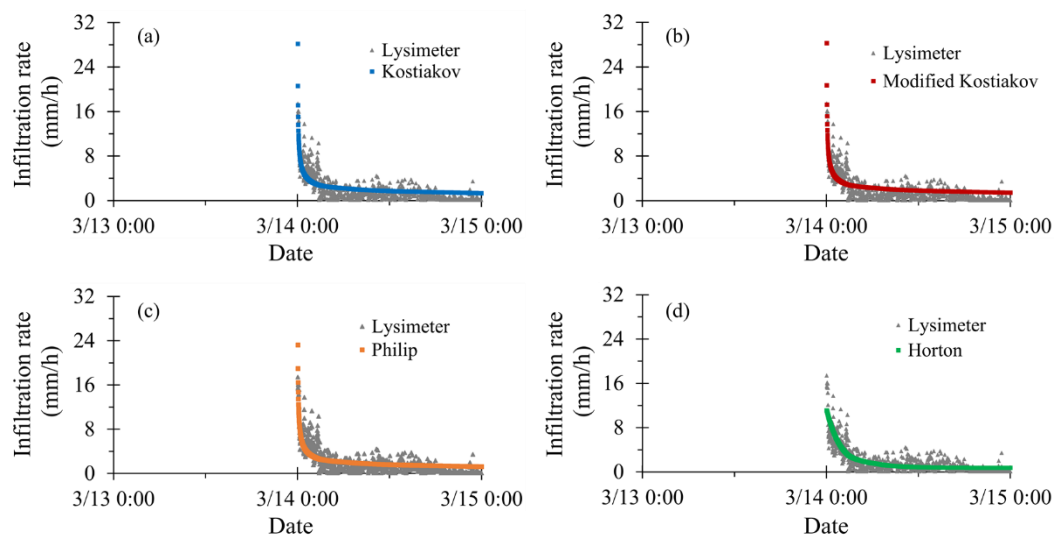 (a)
Infiltration rate
(mm/h)
32
24
16
8
0
Lysimeter
Kostiakov
3/13 0:00
3/14 0:00
3/15 0:00
Date
(b)
Infiltration rate
(mm/h)
32
24
16
8
0
Lysimeter
Modified Kostiakov
3/13 0:00
3/14 0:00
3/15 0:00
Date
(c)
Infiltration rate
(mm/h)
32
24
16
8
0
Lysimeter
Philip
3/13 0:00
3/14 0:00
3/15 0:00
Date
(d)
Infiltration rate
(mm/h)
32
24
16
8
0
Lysimeter
Horton
3/13 0:00
3/14 0:00
3/15 0:00
Date